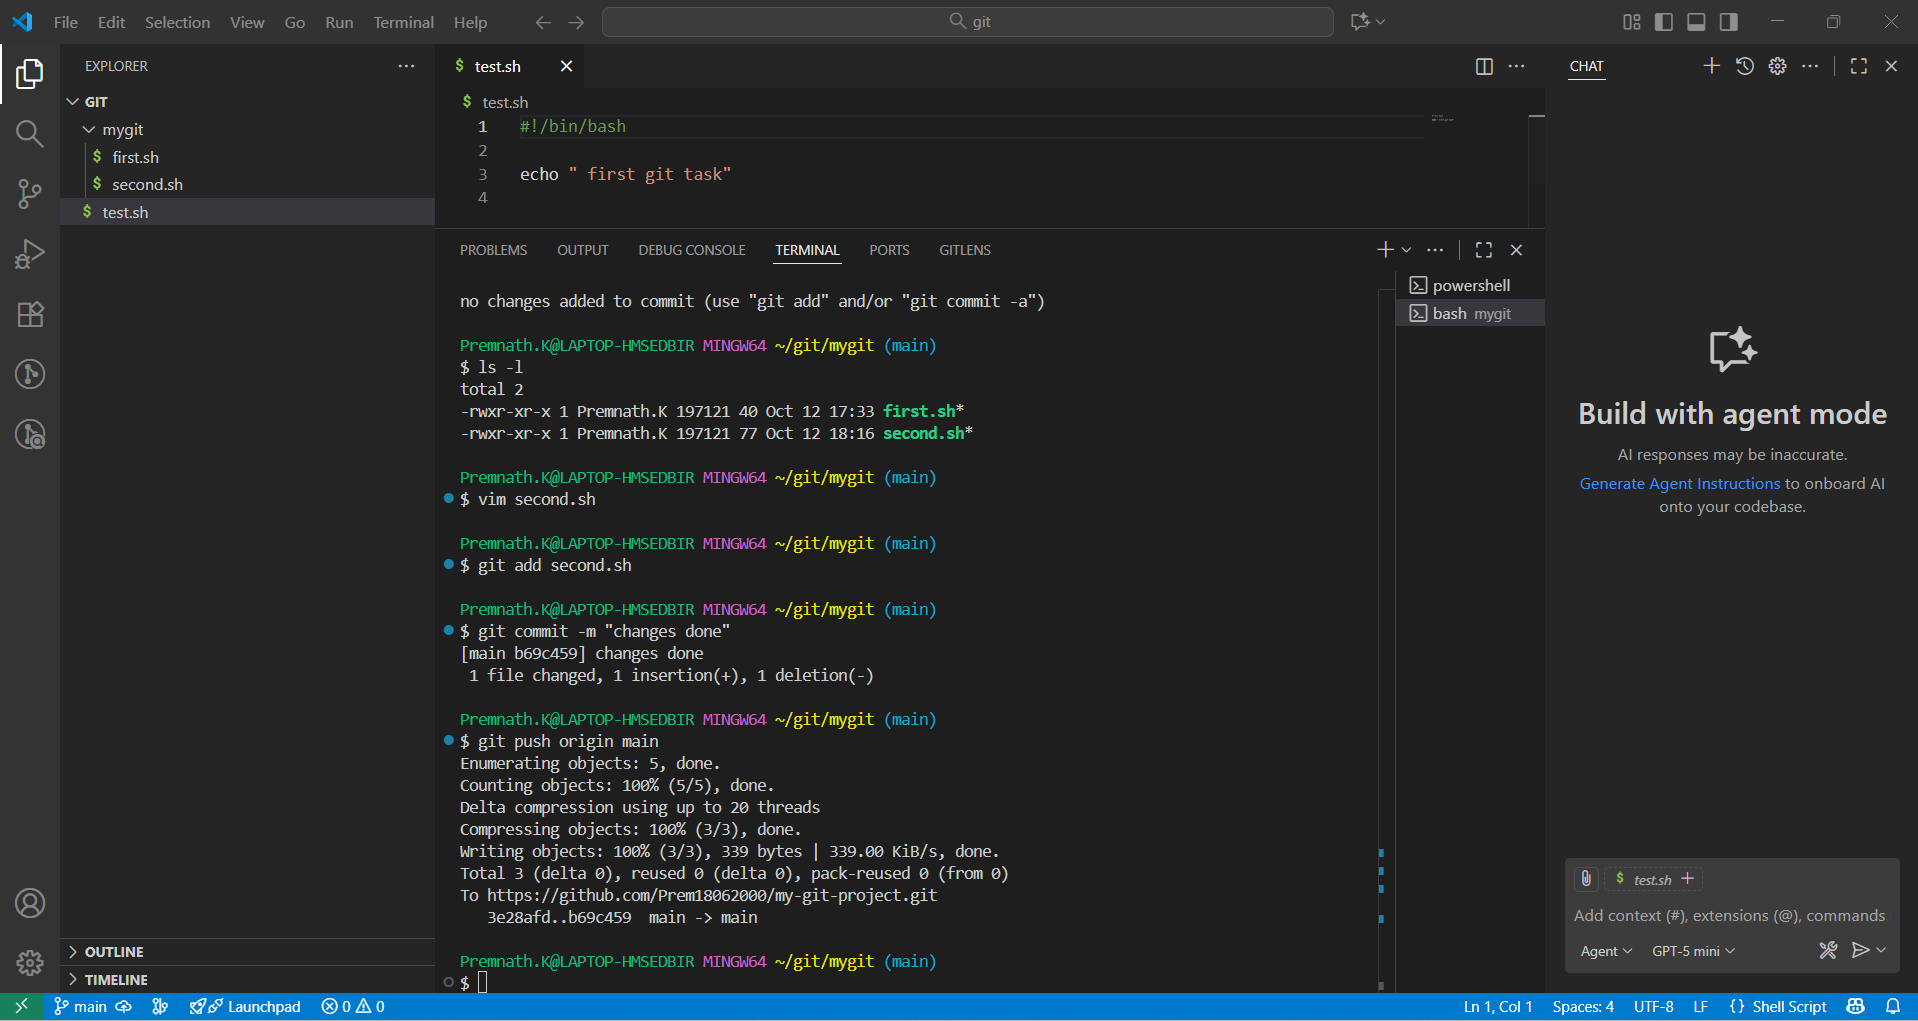 File Edit Selection View Go Run Terminal Help
git
EXPLORER
GIT
mygit
$ first.sh
$ second.sh
$ test.sh
OUTLINE
TIMELINE
$ test.sh
$ test.sh
1 #!/bin/bash
2
3 echo " first git task"
4
PROBLEMS OUTPUT DEBUG CONSOLE TERMINAL PORTS GITLENS
no changes added to commit (use "git add" and/or "git commit -a")
Premnath.K@LAPTOP-HMSEDBIR MINGW64 ~/git/mygit (main)
$ ls -l
total 2
-rwxr-xr-x 1 Premnath.K 197121 40 Oct 12 17:33 first.sh*
-rwxr-xr-x 1 Premnath.K 197121 77 Oct 12 18:16 second.sh*
Premnath.K@LAPTOP-HMSEDBIR MINGW64 ~/git/mygit (main)
$ vim second.sh
Premnath.K@LAPTOP-HMSEDBIR MINGW64 ~/git/mygit (main)
$ git add second.sh
Premnath.K@LAPTOP-HMSEDBIR MINGW64 ~/git/mygit (main)
$ git commit -m "changes done"
[main b69c459] changes done
1 file changed, 1 insertion(+), 1 deletion(-)
Premnath.K@LAPTOP-HMSEDBIR MINGW64 ~/git/mygit (main)
$ git push origin main
Enumerating objects: 5, done.
Counting objects: 100% (5/5), done.
Delta compression using up to 20 threads
Compressing objects: 100% (3/3), done.
Writing objects: 100% (3/3), 339 bytes | 339.00 KiB/s, done.
Total 3 (delta 0), reused 0 (delta 0), pack-reused 0 (from 0)
To https://github.com/Prem18062000/my-git-project.git
3e28afd..b69c459 main -> main
Premnath.K@LAPTOP-HMSEDBIR MINGW64 ~/git/mygit (main)
$
powershell
bash mygit
CHAT
Build with agent mode
AI responses may be inaccurate.
Generate Agent Instructions to onboard AI
onto your codebase.
$ test.sh
Add context (#), extensions (@), commands
Agent GPT-5 mini
main Launchpad 0 0 Ln 1, Col 1 Spaces: 4 UTF-8 LF {} Shell Script